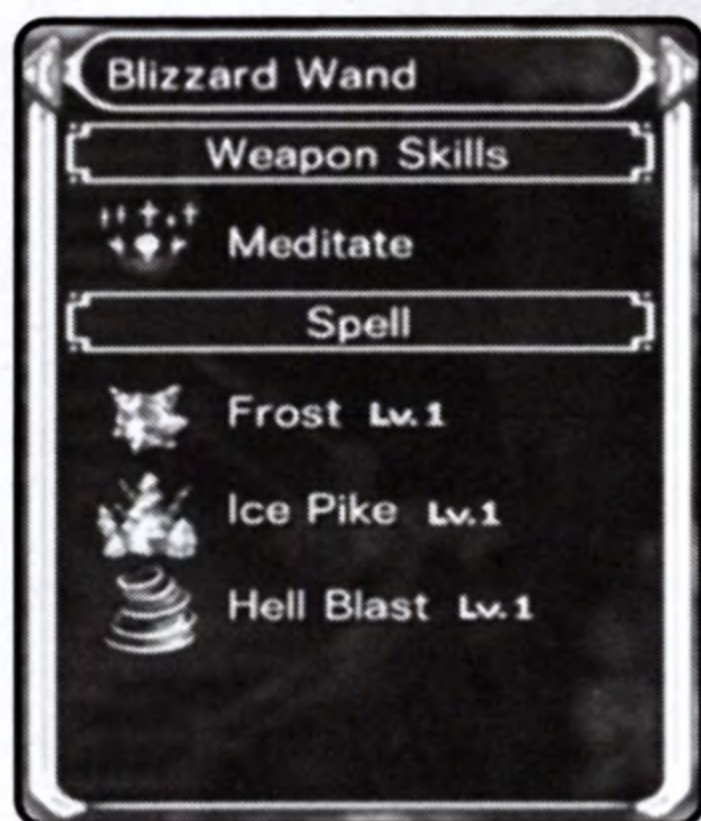 Blizzard Wand
Weapon Skills
Meditate
Spell
Frost Lv.1
Ice Pike Lv.1
Hell Blast Lv.1